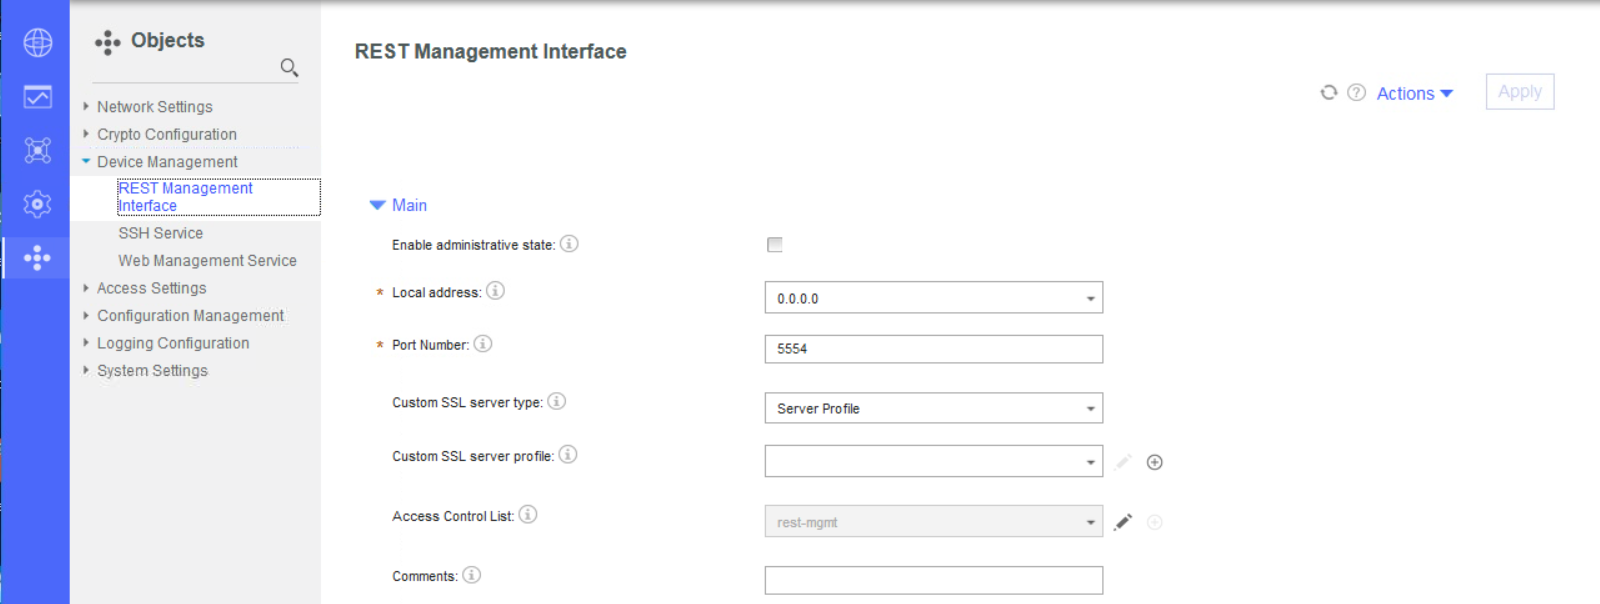 Objects
Network Settings
Crypto Configuration
Device Management
REST Management
Interface
SSH Service
Web Management Service
Access Settings
Configuration Management
Logging Configuration
System Settings
REST Management Interface
Actions
Apply
Main
Enable administrative state:
* Local address:
0.0.0.0
* Port Number:
5554
Custom SSL server type:
Server Profile
Custom SSL server profile:
Access Control List:
rest-mgmt
Comments: